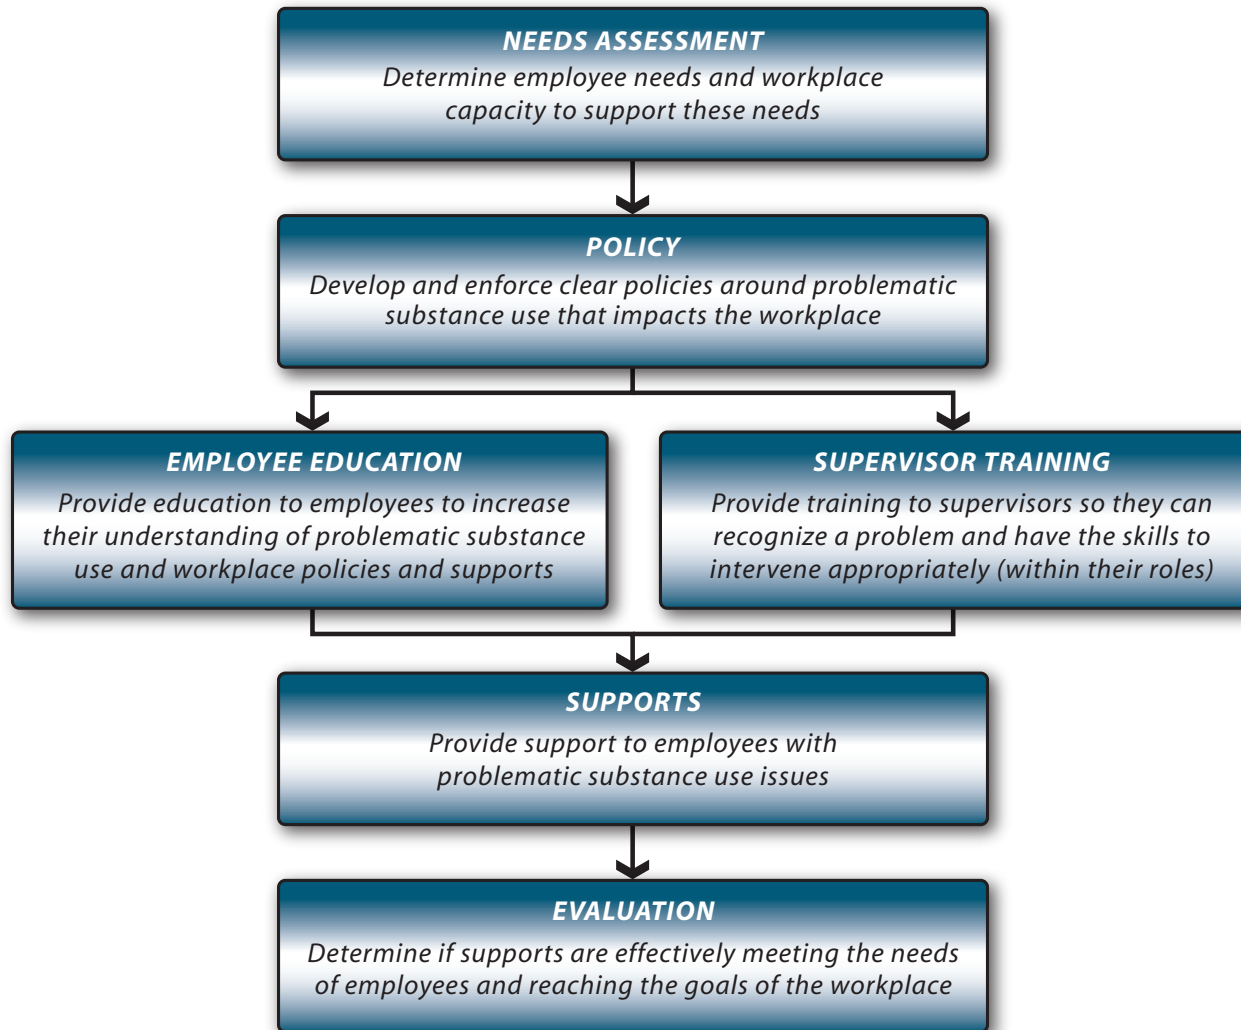 NEEDS ASSESSMENT
Determine employee needs and workplace
capacity to support these needs
POLICY
Develop and enforce clear policies around problematic
substance use that impacts the workplace
EMPLOYEE EDUCATION
Provide education to employees to increase
their understanding of problematic substance
use and workplace policies and supports
SUPERVISOR TRAINING
Provide training to supervisors so they can
recognize a problem and have the skills to
intervene appropriately (within their roles)
SUPPORTS
Provide support to employees with
problematic substance use issues
EVALUATION
Determine if supports are effectively meeting the needs
of employees and reaching the goals of the workplace